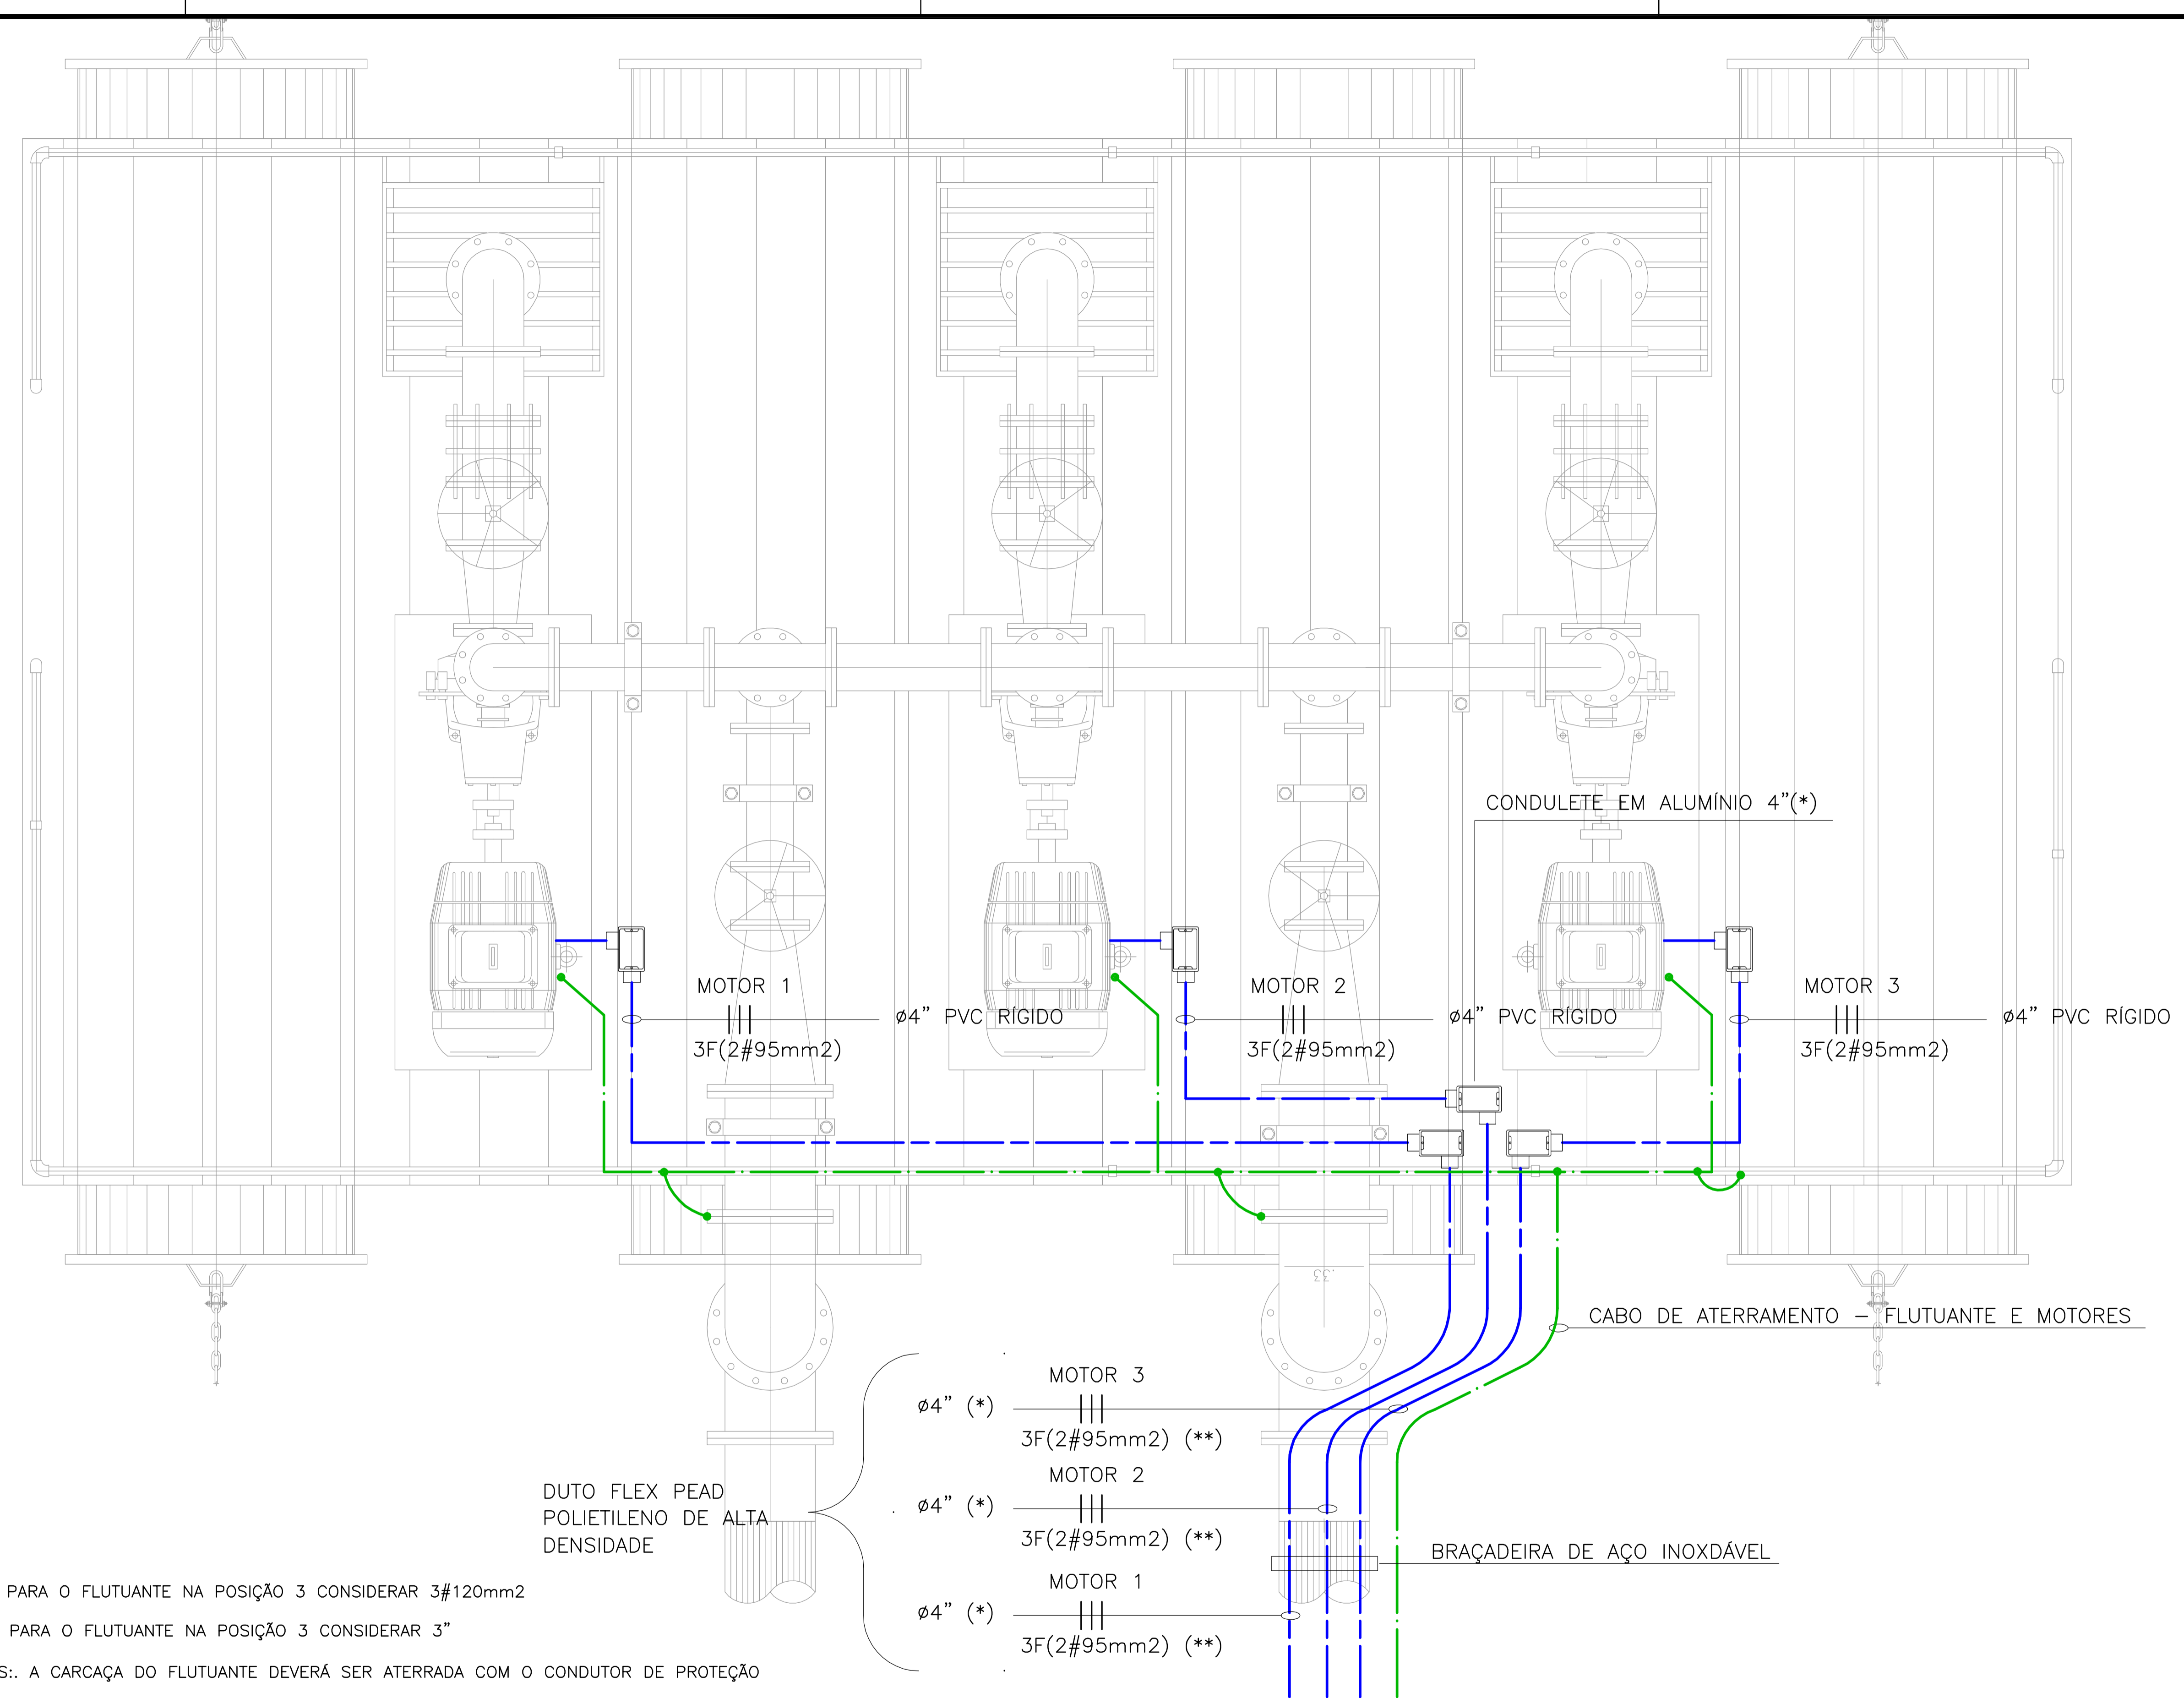 CONDULETE EM ALUMÍNIO 4”(*)
MOTOR 1
ø4” PVC RÍGIDO
3F(2#95mm2)
MOTOR 2
ø4” PVC RÍGIDO
3F(2#95mm2)
MOTOR 3
ø4” PVC RÍGIDO
3F(2#95mm2)
CABO DE ATERRAMENTO – FLUTUANTE E MOTORES
MOTOR 3
ø4” (*)
3F(2#95mm2) (**)
MOTOR 2
ø4” (*)
3F(2#95mm2) (**)
MOTOR 1
ø4” (*)
3F(2#95mm2) (**)
DUTO FLEX PEAD
POLIETILENO DE ALTA
DENSIDADE
BRAÇADEIRA DE AÇO INOXDÁVEL
PARA O FLUTUANTE NA POSIÇÃO 3 CONSIDERAR 3#120mm2
PARA O FLUTUANTE NA POSIÇÃO 3 CONSIDERAR 3”
S:. A CARCAÇA DO FLUTUANTE DEVERÁ SER ATERRADA COM O CONDUTOR DE PROTEÇÃO